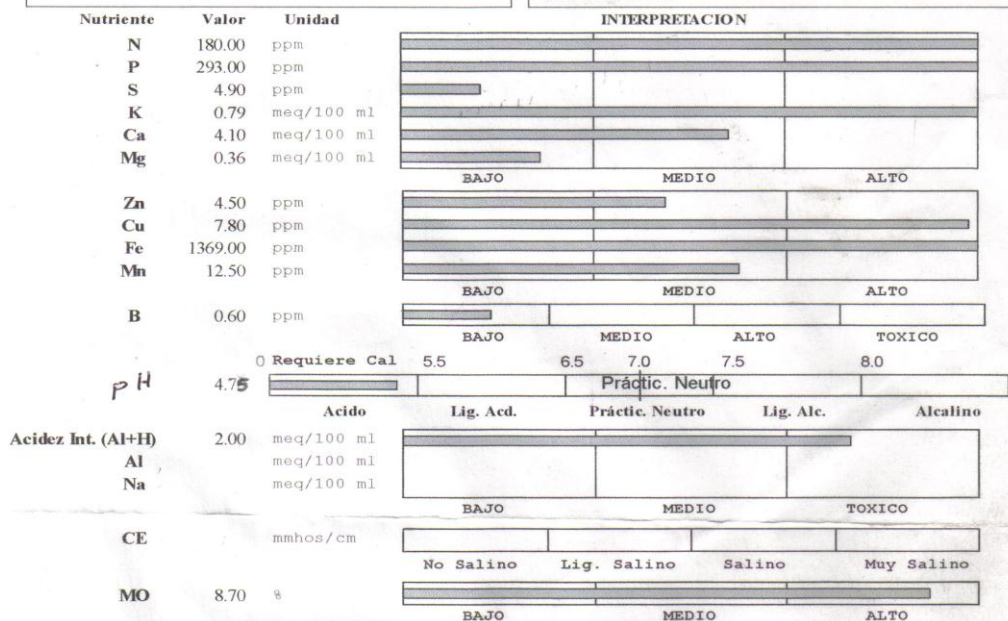 Nutriente Valor Unidad INTERPRETACION
N 180.00 ppm
P 293.00 ppm
S 4.90 ppm
K 0.79 meq/100 ml
Ca 4.10 meq/100 ml
Mg 0.36 meq/100 ml
BAJO MEDIO ALTO
Zn 4.50 ppm
Cu 7.80 ppm
Fe 1369.00 ppm
Mn 12.50 ppm
BAJO MEDIO ALTO
B 0.60 ppm
BAJO MEDIO ALTO TOXICO
0 Requiere Cal 5.5 6.5 7.0 7.5 8.0
pH 4.75 Práctic. Neutro
Acido Lig. Acd. Práctic. Neutro Lig. Alc. Alcalino
Acidez Int. (Al+H) 2.00 meq/100 ml
Al meq/100 ml
Na meq/100 ml
BAJO MEDIO TOXICO
CE mmhos/cm
No Salino Lig. Salino Salino Muy Salino
MO 8.70 %
BAJO MEDIO ALTO